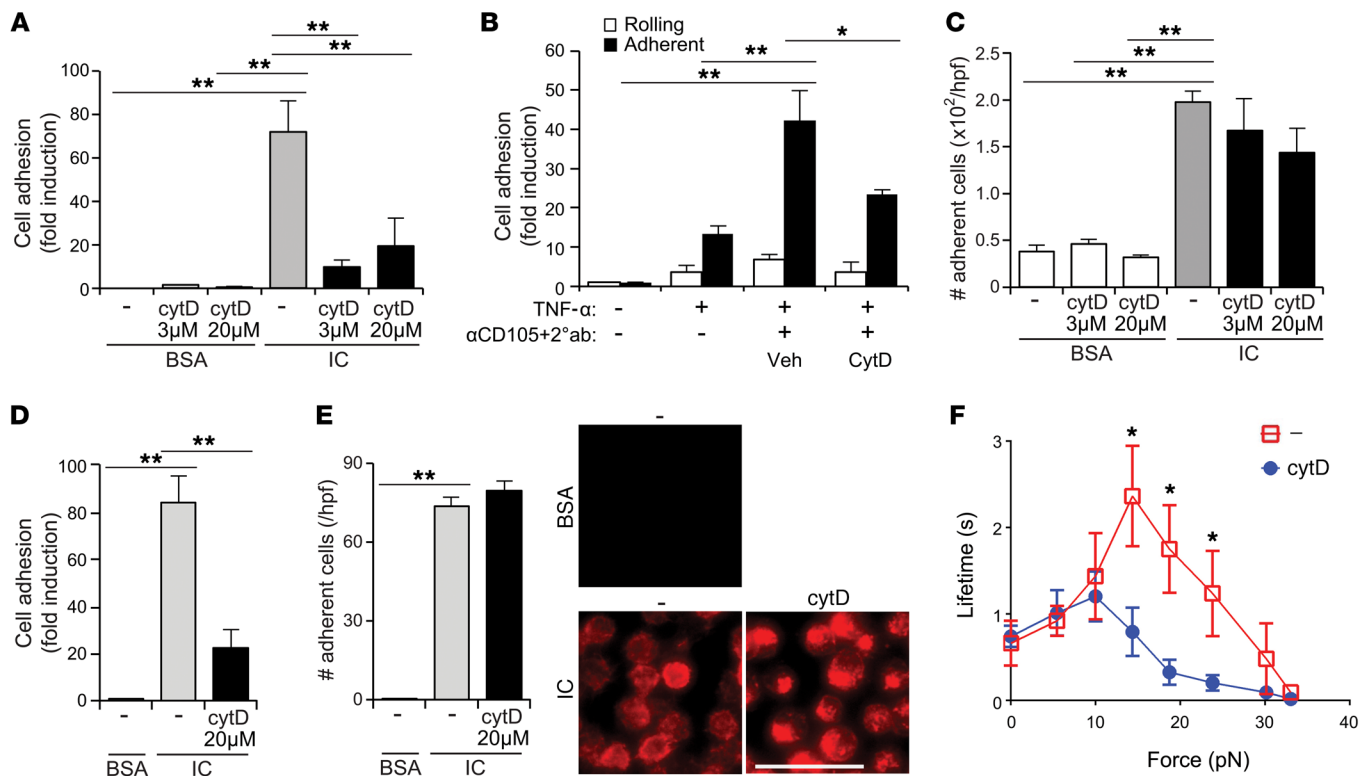 A
**
**
**
**
Cell adhesion
(fold induction)
100
80
60
40
20
0
- cytD 3µM cytD 20µM - cytD 3µM cytD 20µM
BSA IC
B
Rolling
Adherent
*
**
**
Cell adhesion
(fold induction)
60
50
40
30
20
10
0
TNF-α: - + + +
αCD105+2°ab: - - + +
Veh CytD
C
**
**
**
# adherent cells (x10²/hpf)
2.5
2.0
1.5
1.0
0.5
0
- cytD 3µM cytD 20µM - cytD 3µM cytD 20µM
BSA IC
D
**
**
Cell adhesion
(fold induction)
100
80
60
40
20
0
- - cytD 20µM
BSA IC
E
**
# adherent cells (/hpf)
90
60
30
0
- - cytD 20µM
BSA IC
-
BSA
- cytD
IC
F
–
cytD
*
*
*
Lifetime (s)
3
2
1
0
0 10 20 30 40
Force (pN)